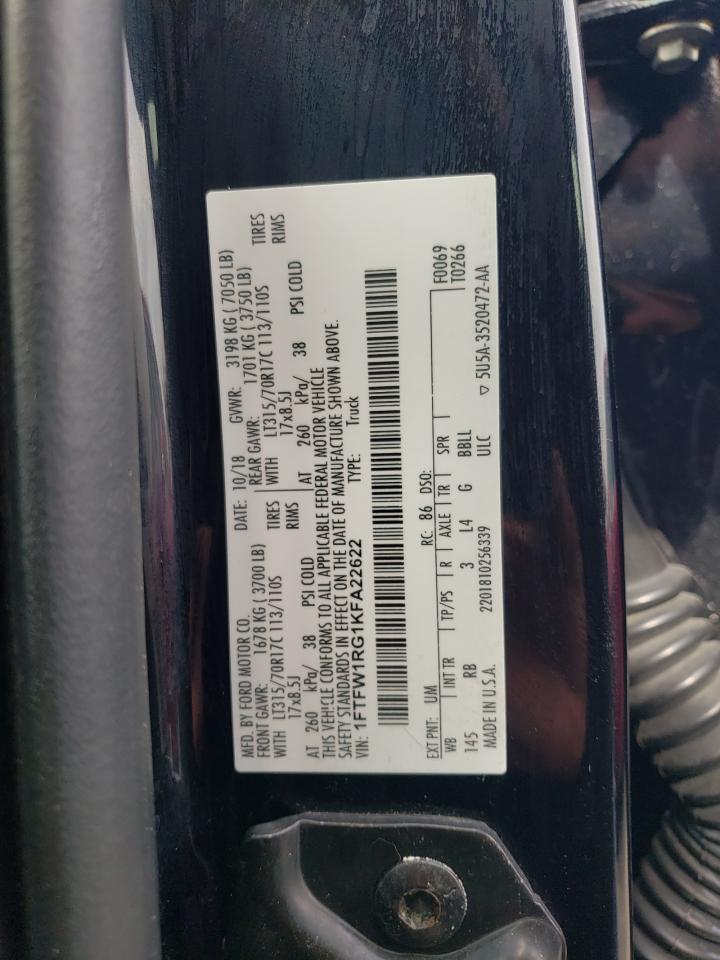 MFD. BY FORD MOTOR CO.
DATE: 10/18 GVWR: 3198 KG ( 7050 LB)
FRONT GAWR: 1678 KG ( 3700 LB) REAR GAWR: 1701 KG ( 3750 LB)
WITH LT315/70R17C 113/110S TIRES WITH LT315/70R17C 113/110S TIRES
17x8.5J RIMS 17x8.5J RIMS
AT 260 kPa/ 38 PSI COLD AT 260 kPa/ 38 PSI COLD
THIS VEHICLE CONFORMS TO ALL APPLICABLE FEDERAL MOTOR VEHICLE
SAFETY STANDARDS IN EFFECT ON THE DATE OF MANUFACTURE SHOWN ABOVE.
VIN: 1FTFW1RG1KFA22622 TYPE: Truck
EXT PNT: UM RC: 86 DSO: F0069
WB INT TR TP/PS R AXLE TR SPR T0266
145 RB 3 L4 G BBLL
MADE IN U.S.A. 2201810256339 ULC ▽ 5U5A-3520472-AA